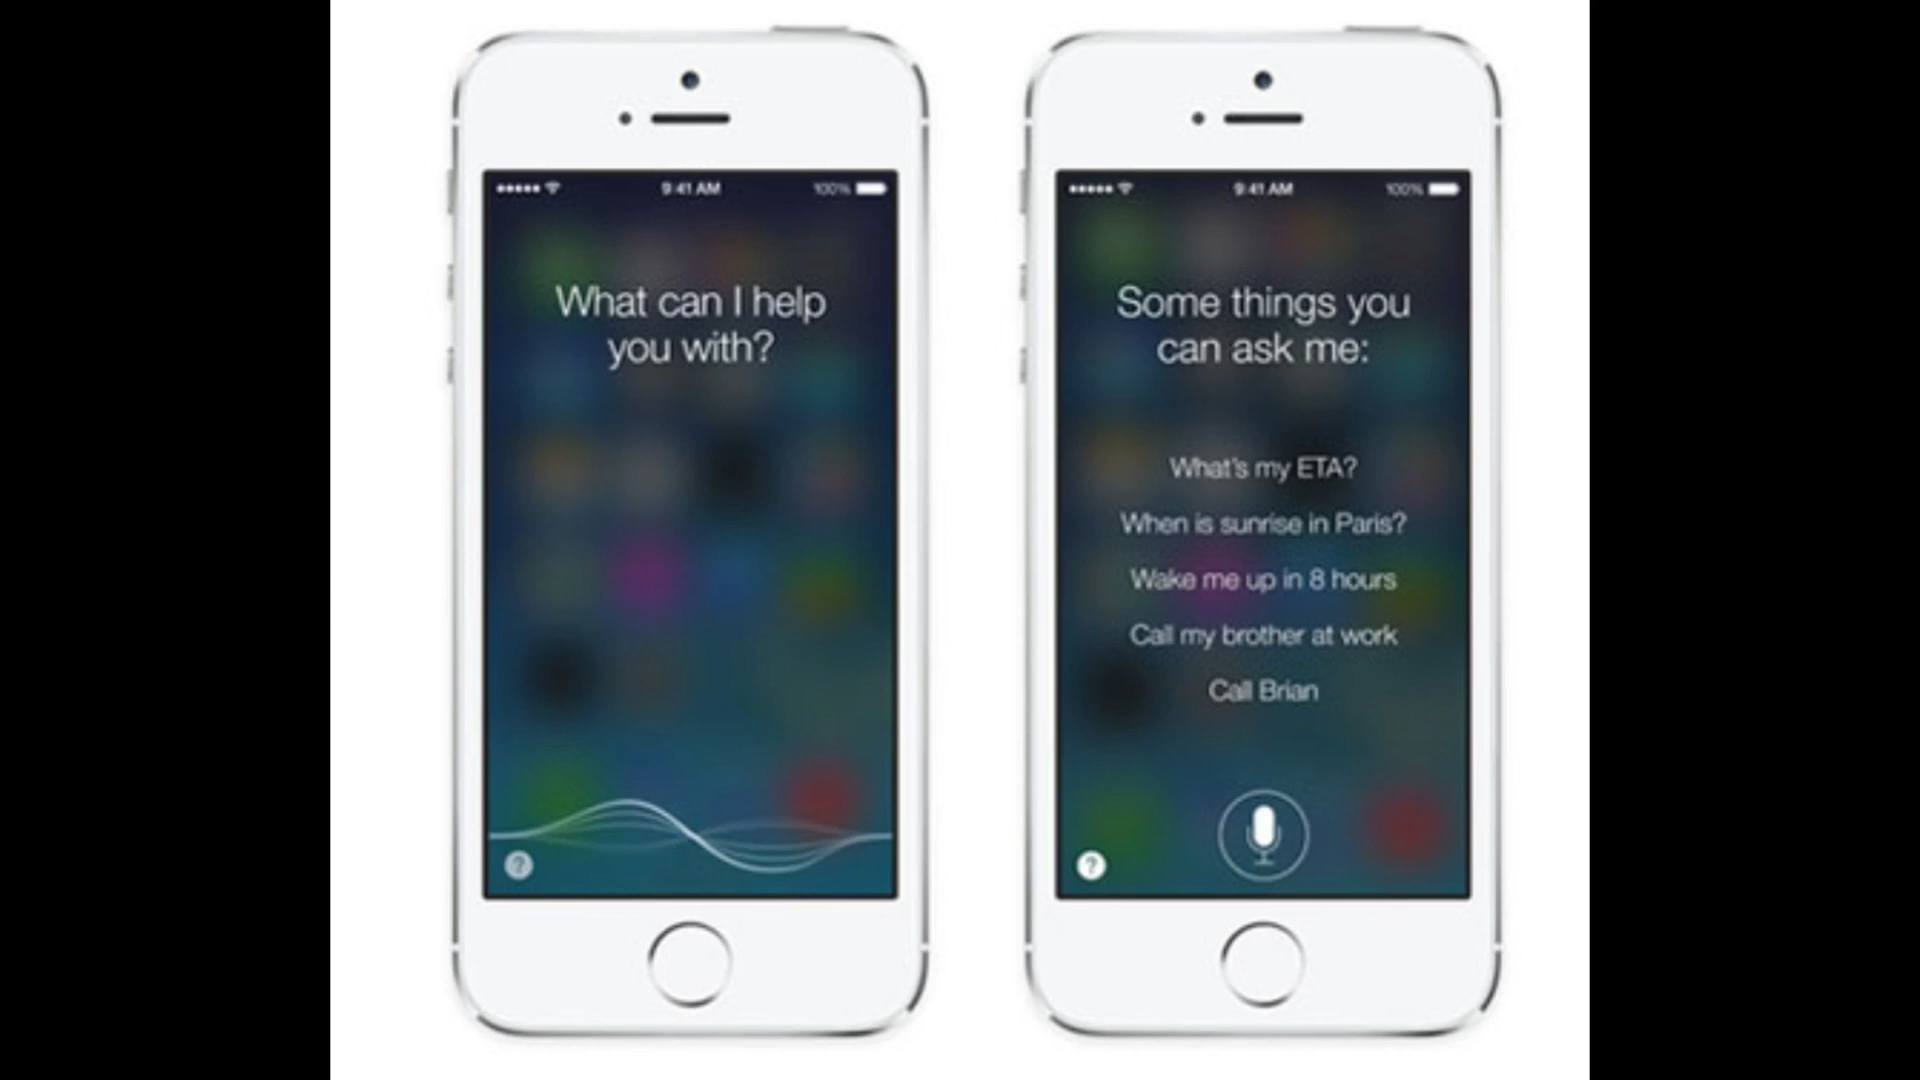 9:41 AM
100%
What can I help
you with?
?
9:41 AM
100%
Some things you
can ask me:
What's my ETA?
When is sunrise in Paris?
Wake me up in 8 hours
Call my brother at work
Call Brian
?